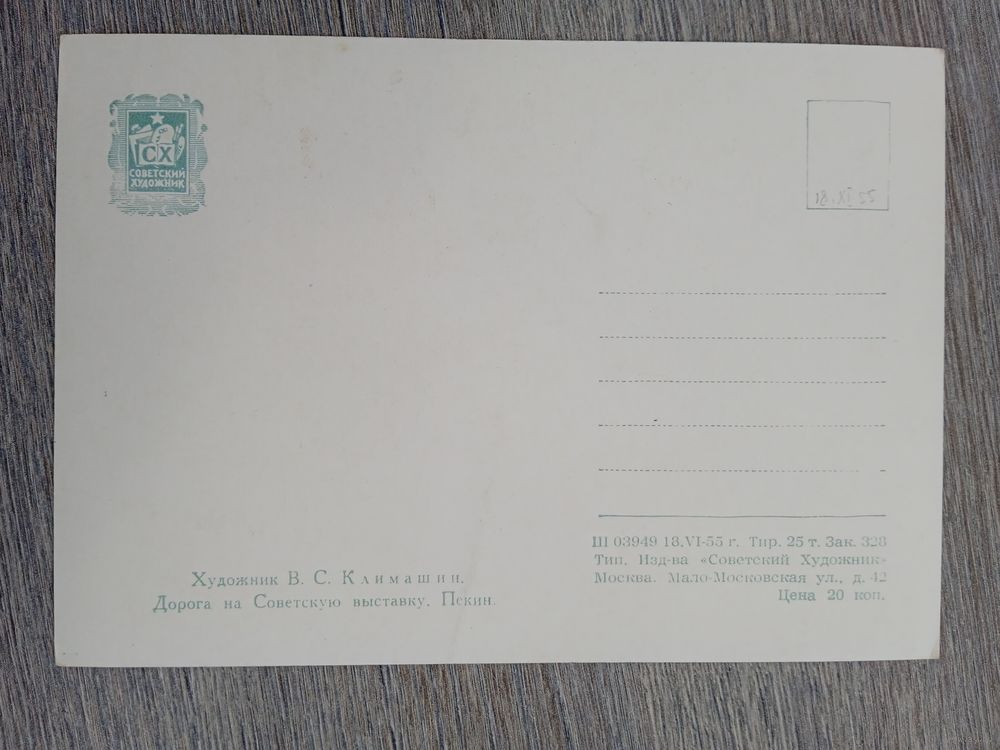 СХ
СОВЕТСКИЙ
ХУДОЖНИК
18.XI.55
Художник В. С. Климашин.
Дорога на Советскую выставку. Пекин.
Ш 03949 18.VI-55 г. Тир. 25 т. Зак. 328
Тип. Изд-ва «Советский Художник»
Москва. Мало-Московская ул., д. 42
Цена 20 коп.